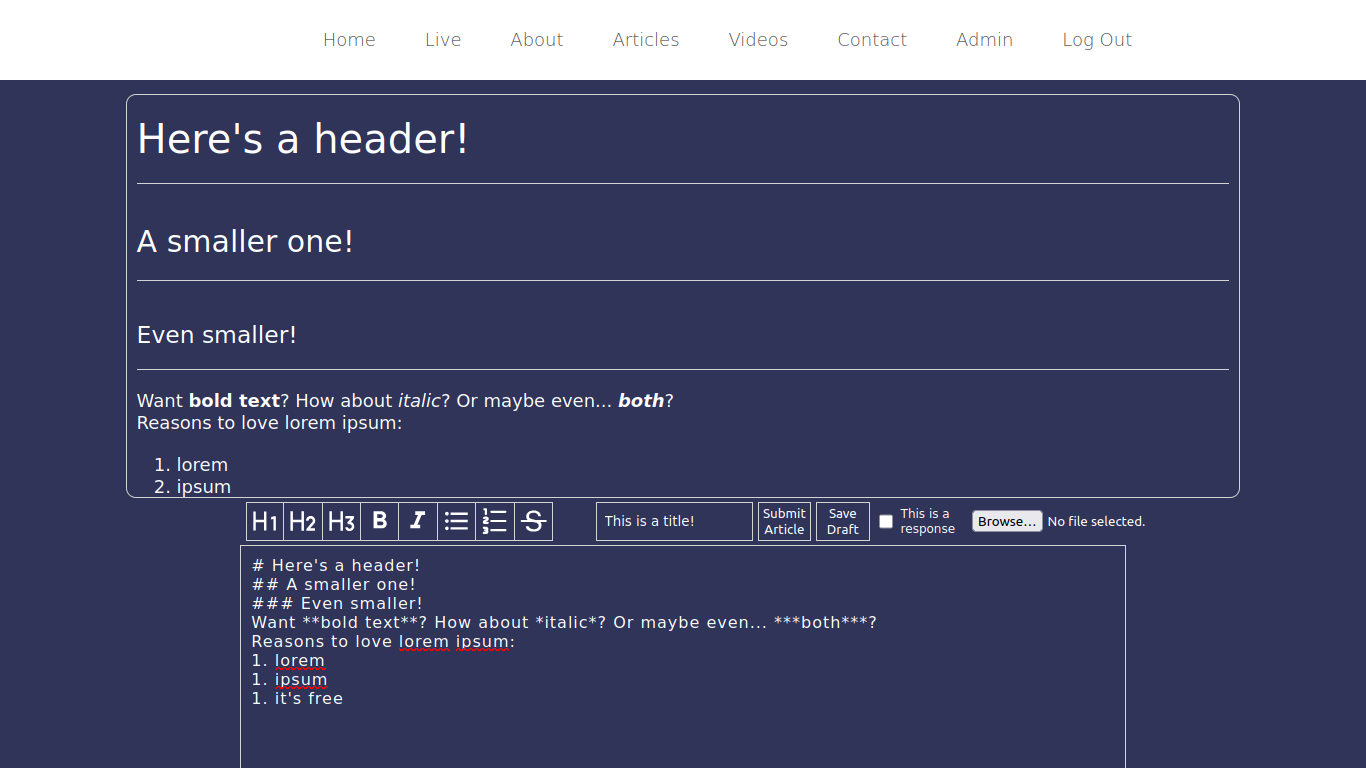 Home Live About Articles Videos Contact Admin Log Out
Here's a header!
A smaller one!
Even smaller!
Want bold text? How about italic? Or maybe even... both?
Reasons to love lorem ipsum:
1. lorem
2. ipsum
H1 H2 H3 B I 1 2 3 S
This is a title!
Submit
Article
Save
Draft
This is a
response
Browse... No file selected.
# Here's a header!
## A smaller one!
### Even smaller!
Want **bold text**? How about *italic*? Or maybe even... ***both***?
Reasons to love lorem ipsum:
1. lorem
1. ipsum
1. it's free